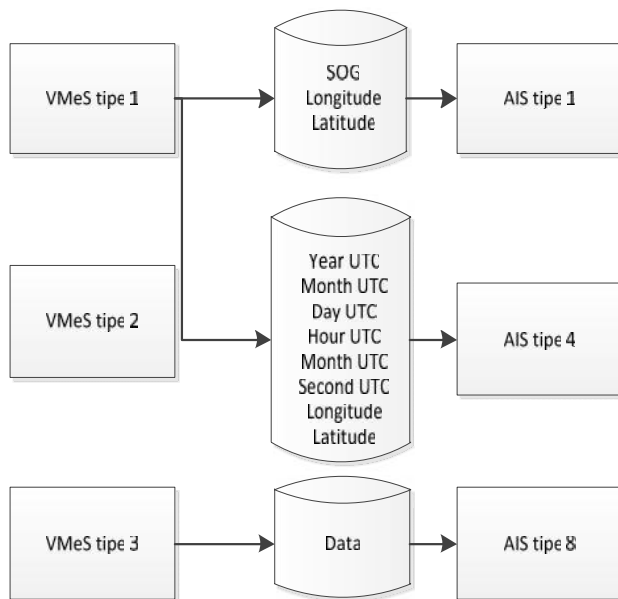 VMeS tipe 1
SOG
Longitude
Latitude
AIS tipe 1
VMeS tipe 2
Year UTC
Month UTC
Day UTC
Hour UTC
Month UTC
Second UTC
Longitude
Latitude
AIS tipe 4
VMeS tipe 3
Data
AIS tipe 8